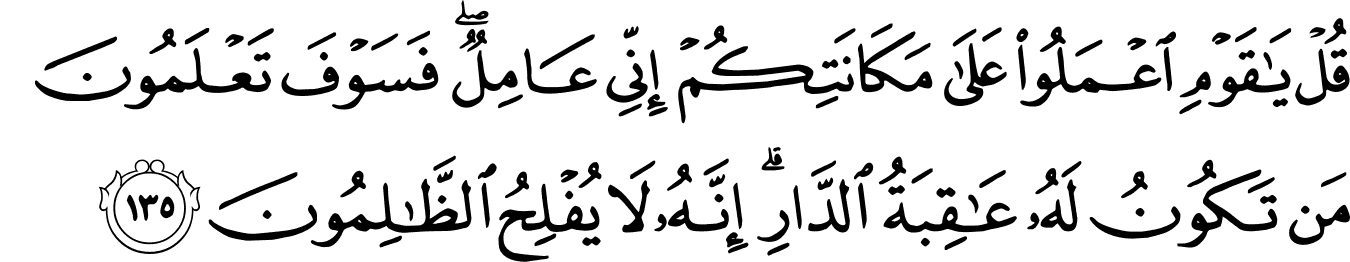 قُلۡ يَٰقَوۡمِ ٱعۡمَلُواْ عَلَىٰ مَكَانَتِكُمۡ إِنِّي عَامِلٞۖ فَسَوۡفَ تَعۡلَمُونَ
مَن تَكُونُ لَهُۥ عَٰقِبَةُ ٱلدَّارِۚ إِنَّهُۥ لَا يُفۡلِحُ ٱلظَّٰلِمُونَ ١٣٥